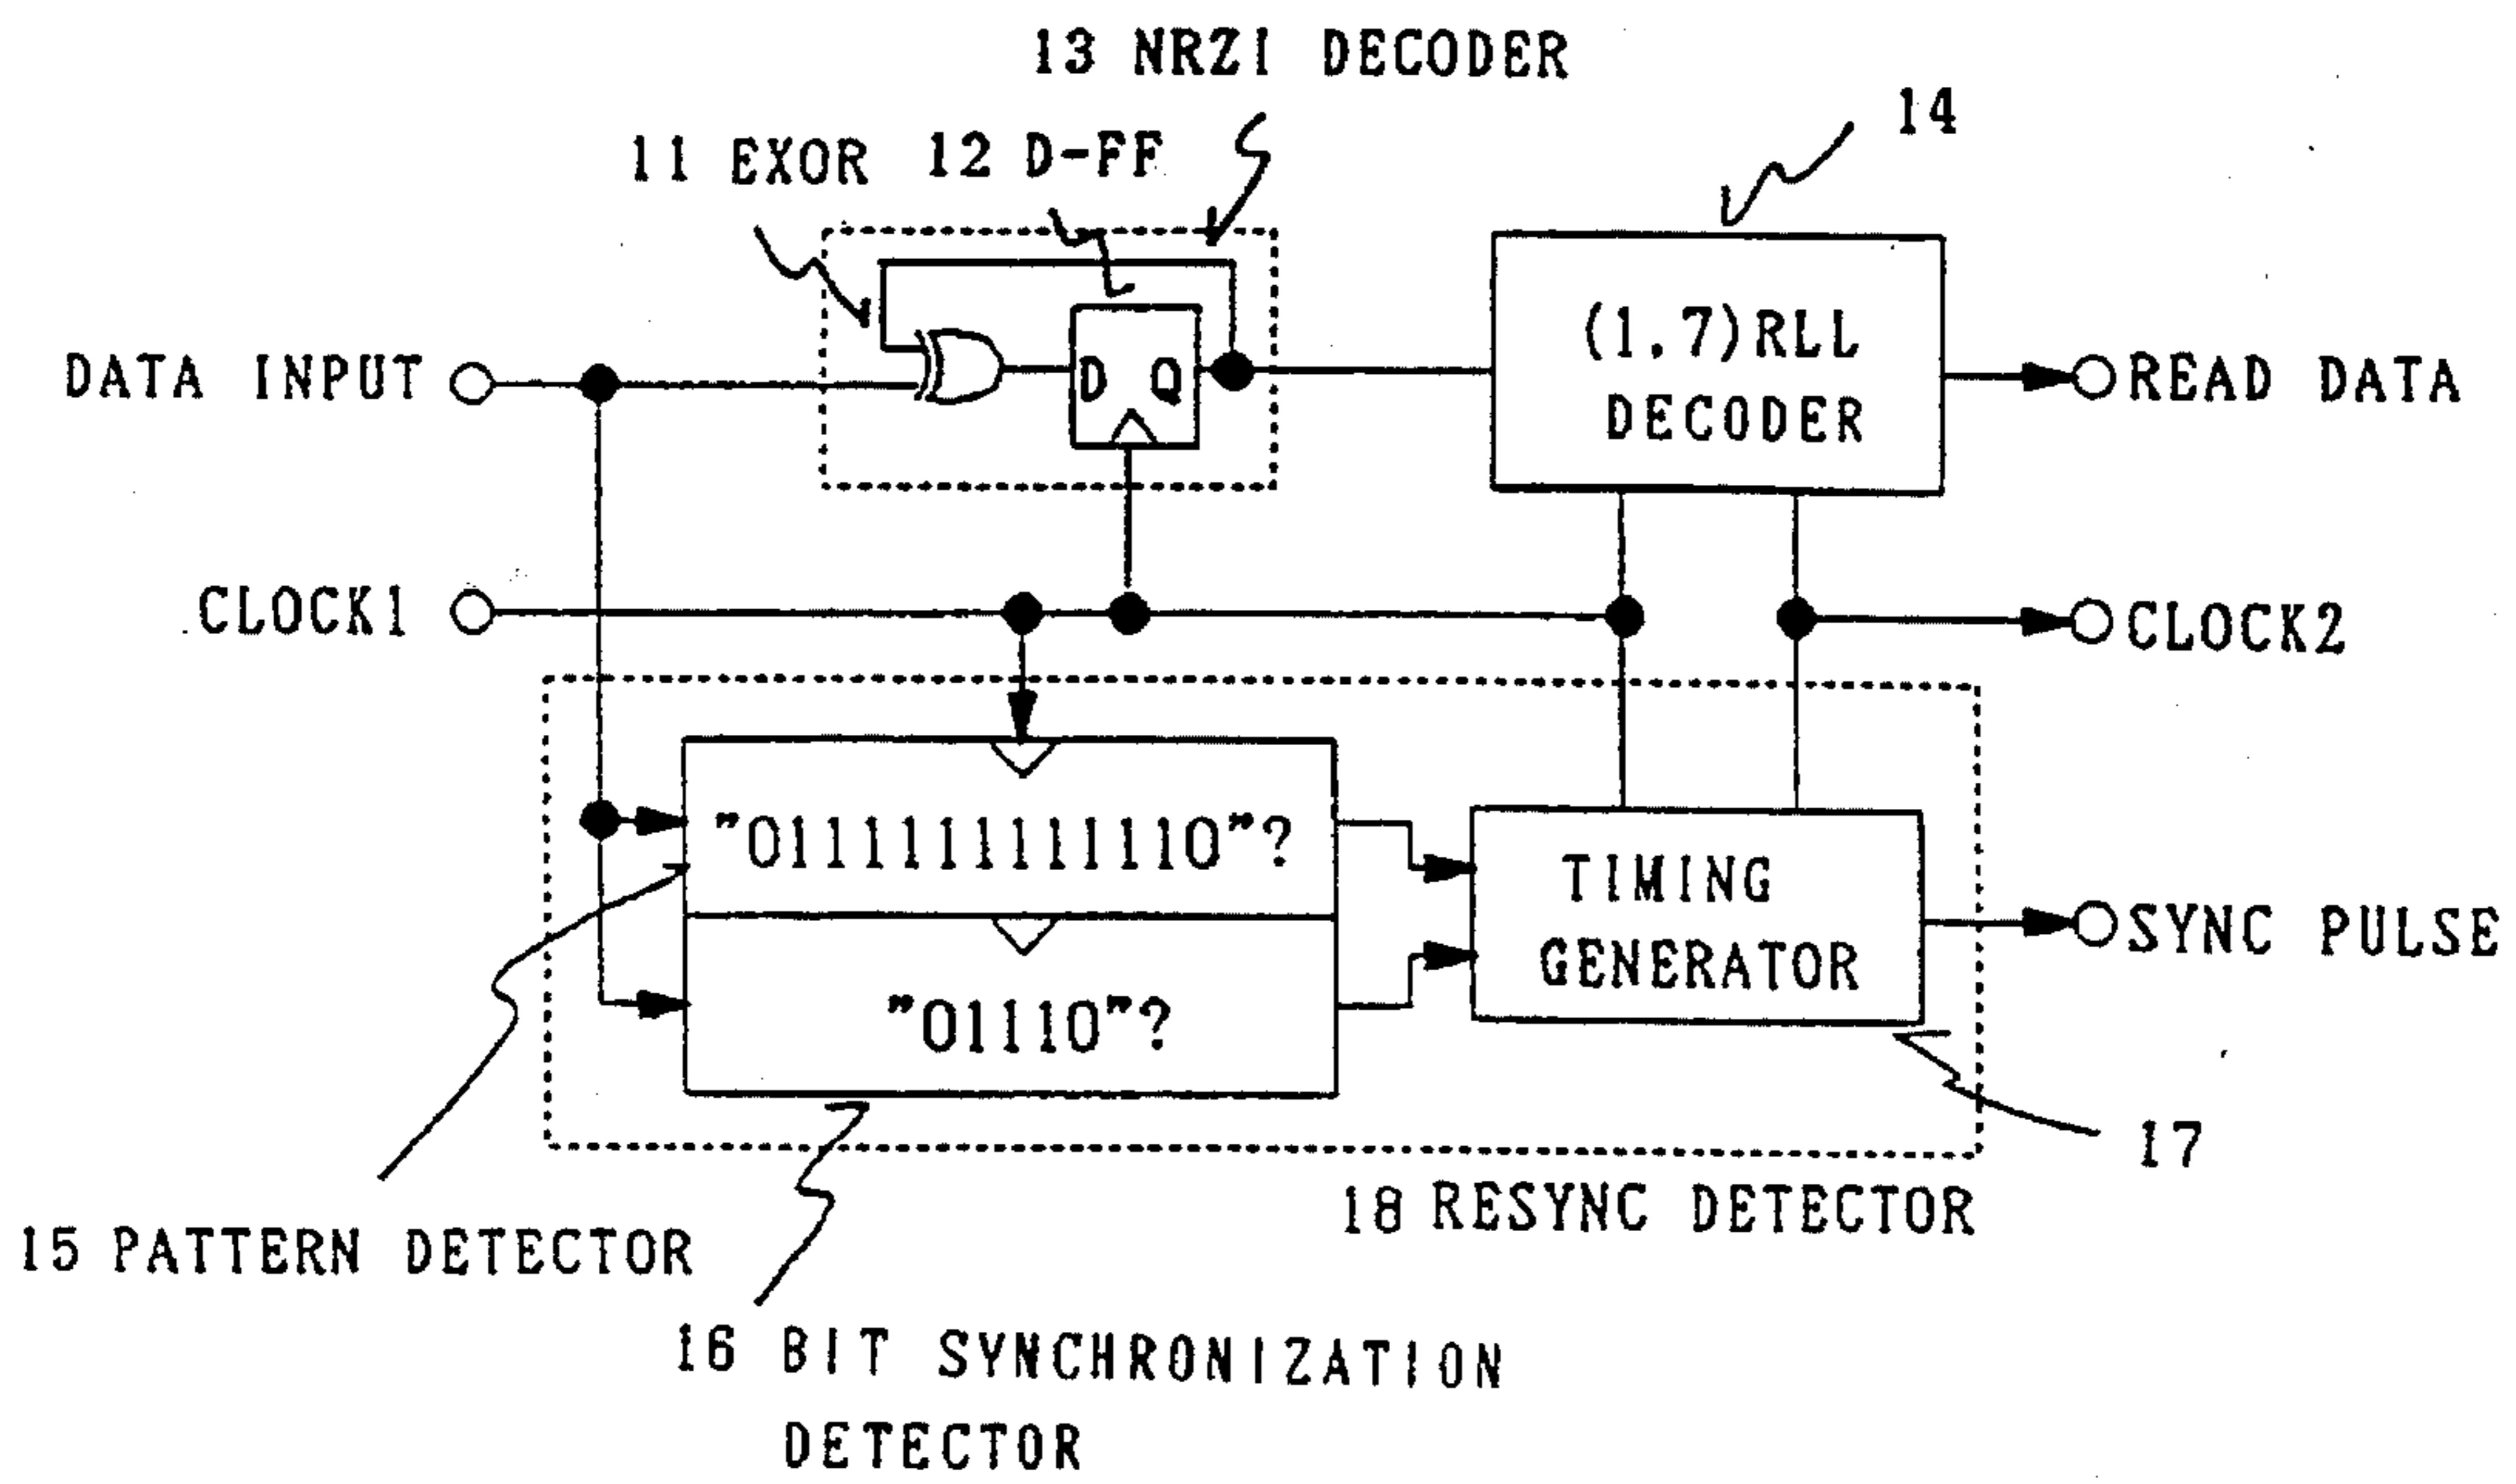 13 NRZI DECODER
14
11 EXOR 12 D-FF
(1,7)RLL
DECODER
DATA INPUT
D Q
READ DATA
CLOCK1
CLOCK2
"0111111111110"?
TIMING
GENERATOR
SYNC PULSE
"01110"?
17
18 RESYNC DETECTOR
15 PATTERN DETECTOR
16 BIT SYNCHRONIZATION
DETECTOR